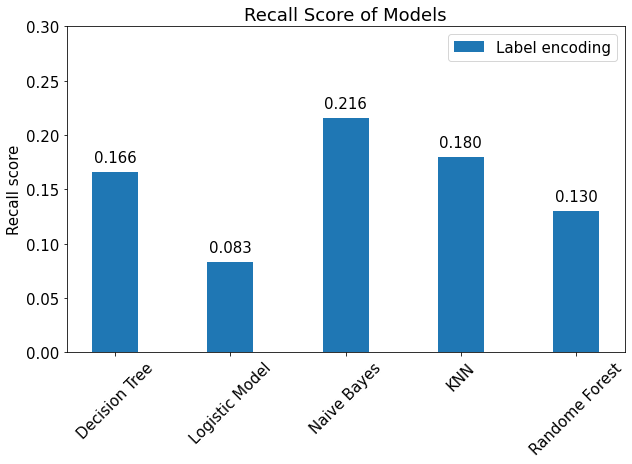 Recall Score of Models
Label encoding
Recall score
0.30
0.25
0.20
0.15
0.10
0.05
0.00
0.166
0.083
0.216
0.180
0.130
Decision Tree
Logistic Model
Naive Bayes
KNN
Randome Forest